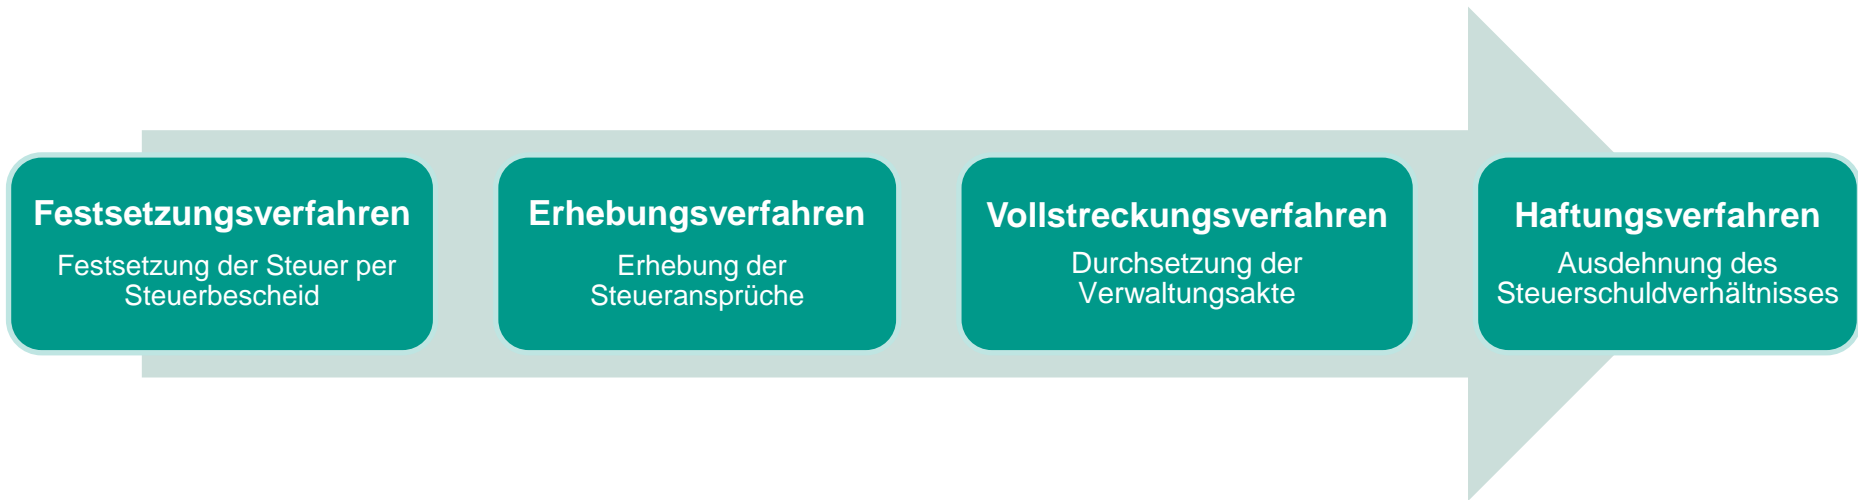 Festsetzungsverfahren
Festsetzung der Steuer per
Steuerbescheid
Erhebungsverfahren
Erhebung der
Steueransprüche
Vollstreckungsverfahren
Durchsetzung der
Verwaltungsakte
Haftungsverfahren
Ausdehnung des
Steuerschuldverhältnisses